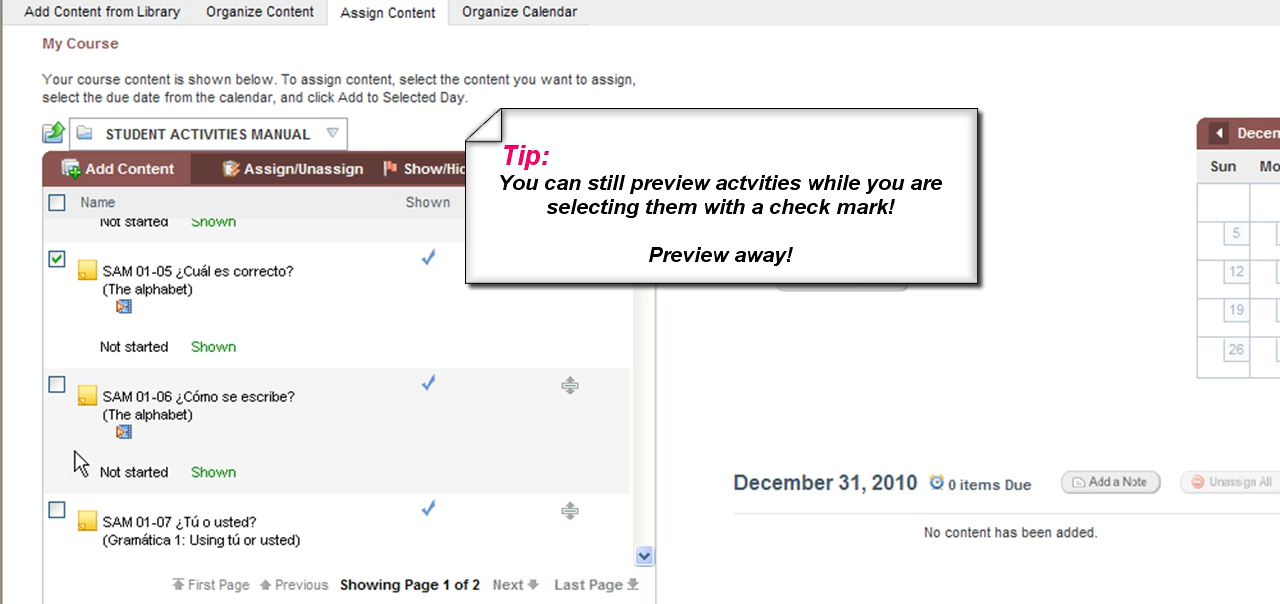 Add Content from Library Organize Content Assign Content Organize Calendar
My Course
Your course content is shown below. To assign content, select the content you want to assign,
select the due date from the calendar, and click Add to Selected Day.
STUDENT ACTIVITIES MANUAL
Add Content Assign/Unassign Show/Hid
Name Shown
Not started Shown
SAM 01-05 ¿Cuál es correcto?
(The alphabet)
Not started Shown
SAM 01-06 ¿Cómo se escribe?
(The alphabet)
Not started Shown
SAM 01-07 ¿Tú o usted?
(Gramática 1: Using tú or usted)
First Page Previous Showing Page 1 of 2 Next Last Page
Tip:
You can still preview actvities while you are
selecting them with a check mark!
Preview away!
Decem
Sun Mo
5
12
19
26
December 31, 2010 0 items Due Add a Note Unassign All
No content has been added.